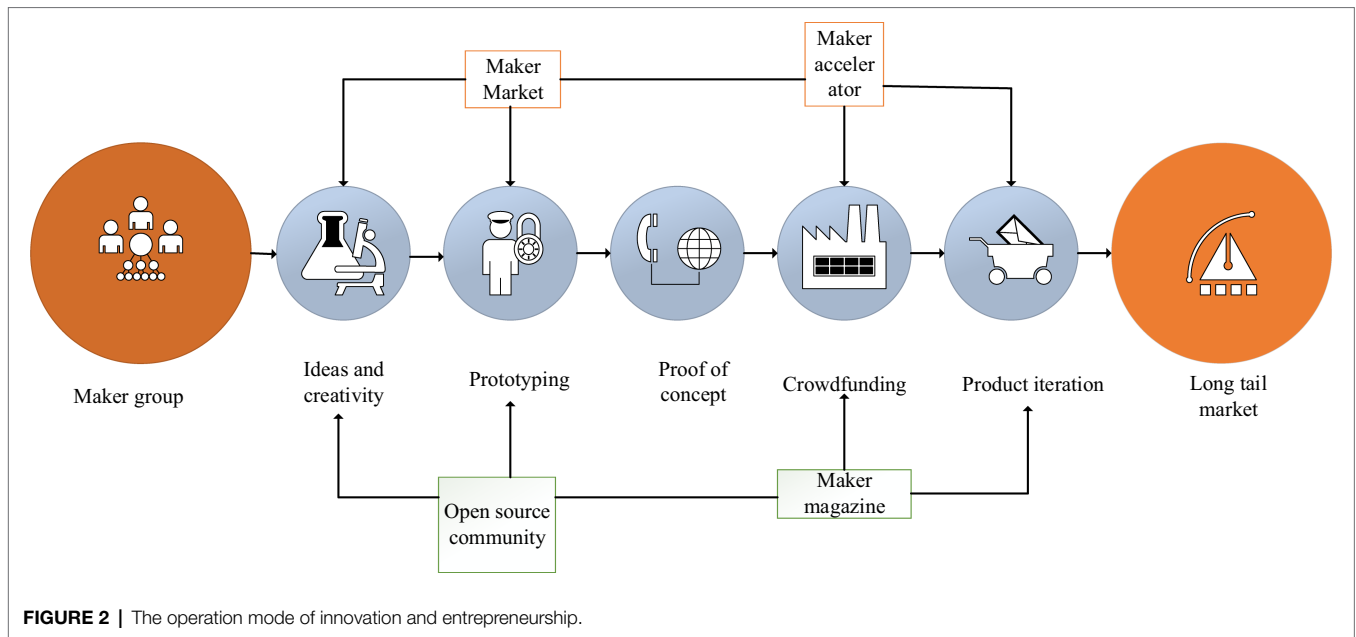 Maker
Market
Maker
acceler
ator
Maker group
Ideas and
creativity
Prototyping
Proof of
concept
Crowdfunding
Product iteration
Long tail
market
Open source
community
Maker
magazine
FIGURE 2 | The operation mode of innovation and entrepreneurship.